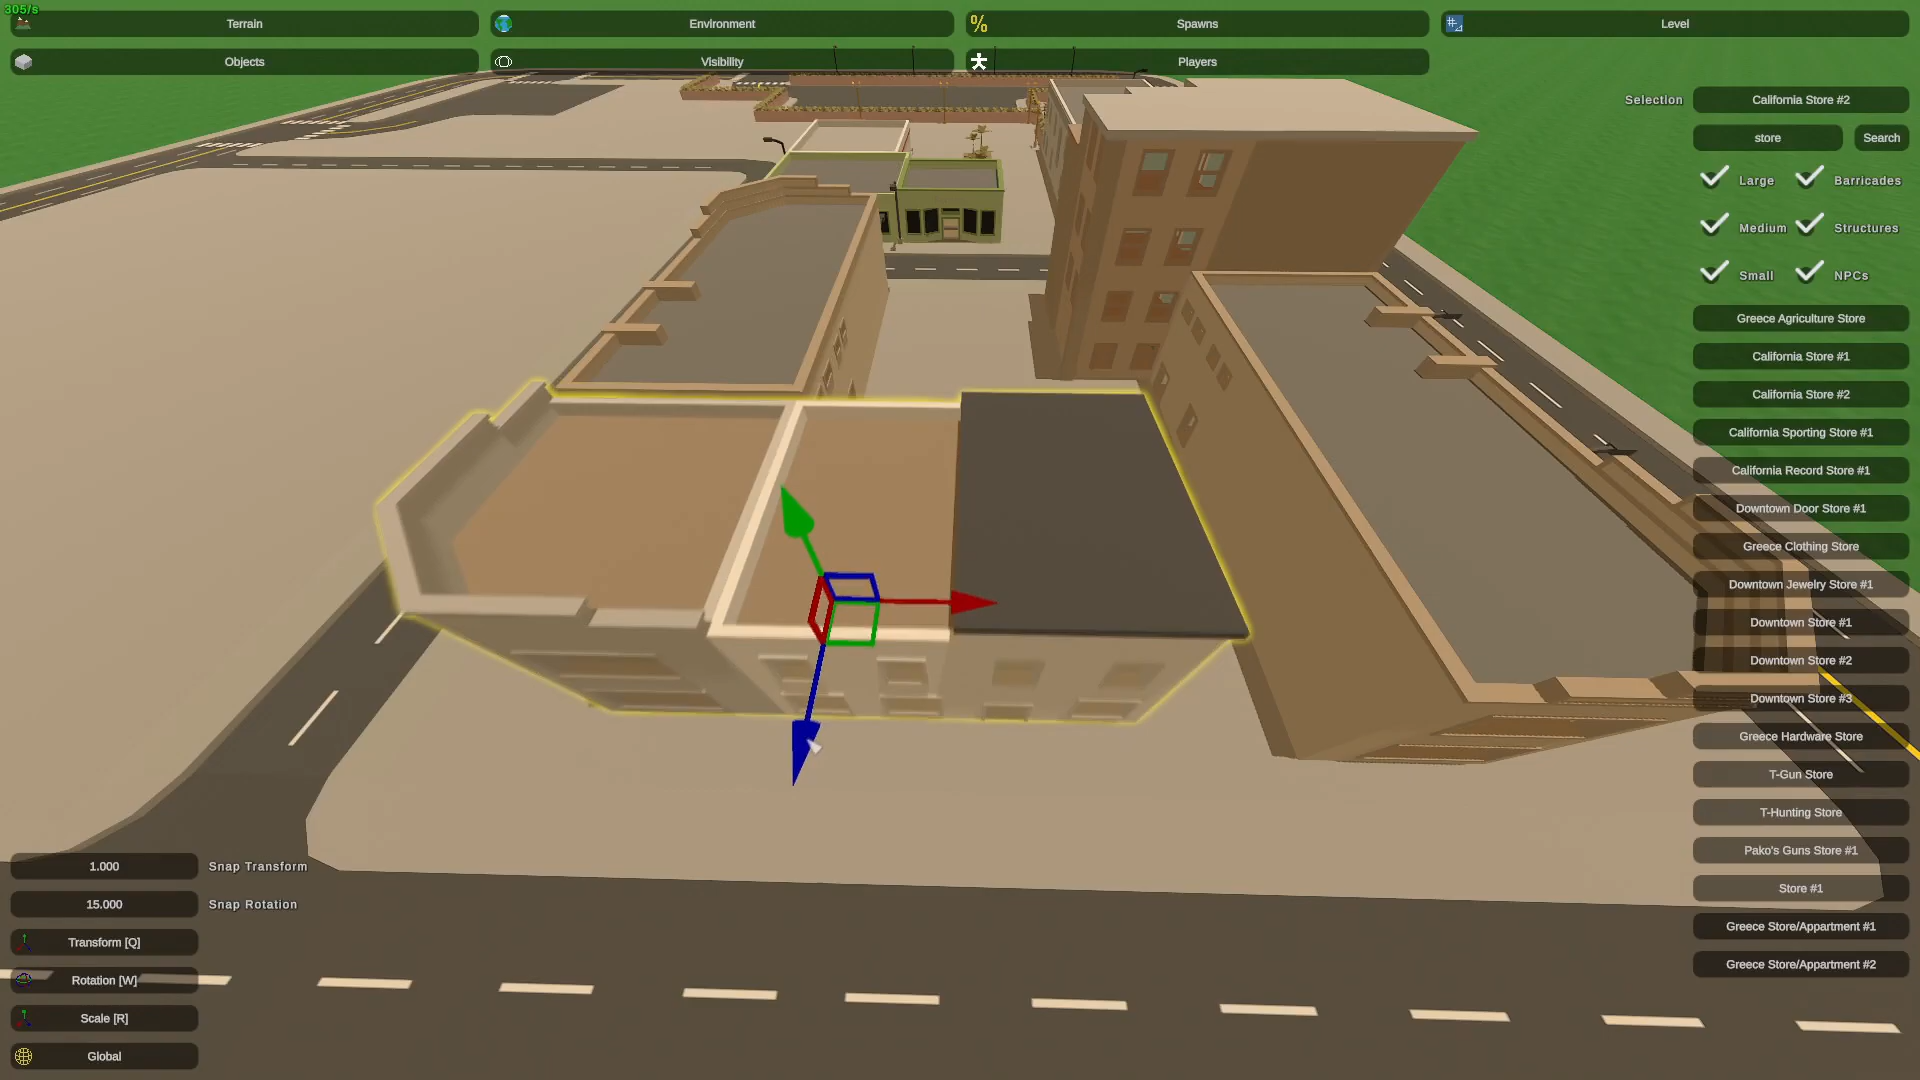 305/s
Terrain
Environment
Spawns
Level
Objects
Visibility
Players
Selection
California Store #2
store
Search
Large
Barricades
Medium
Structures
Small
NPCs
Greece Agriculture Store
California Store #1
California Store #2
California Sporting Store #1
California Record Store #1
Downtown Door Store #1
Greece Clothing Store
Downtown Jewelry Store #1
Downtown Store #1
Downtown Store #2
Downtown Store #3
Greece Hardware Store
T-Gun Store
T-Hunting Store
Pako's Guns Store #1
Store #1
Greece Store/Appartment #1
Greece Store/Appartment #2
1.000
Snap Transform
15.000
Snap Rotation
Transform [Q]
Rotation [W]
Scale [R]
Global